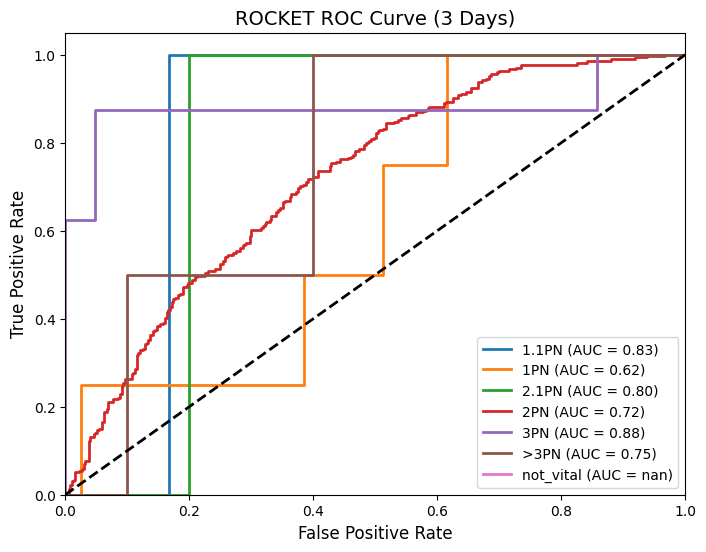 ROCKET ROC Curve (3 Days)
True Positive Rate
1.0
0.8
0.6
0.4
0.2
0.0
0.0 0.2 0.4 0.6 0.8 1.0
False Positive Rate
1.1PN (AUC = 0.83)
1PN (AUC = 0.62)
2.1PN (AUC = 0.80)
2PN (AUC = 0.72)
3PN (AUC = 0.88)
>3PN (AUC = 0.75)
not_vital (AUC = nan)